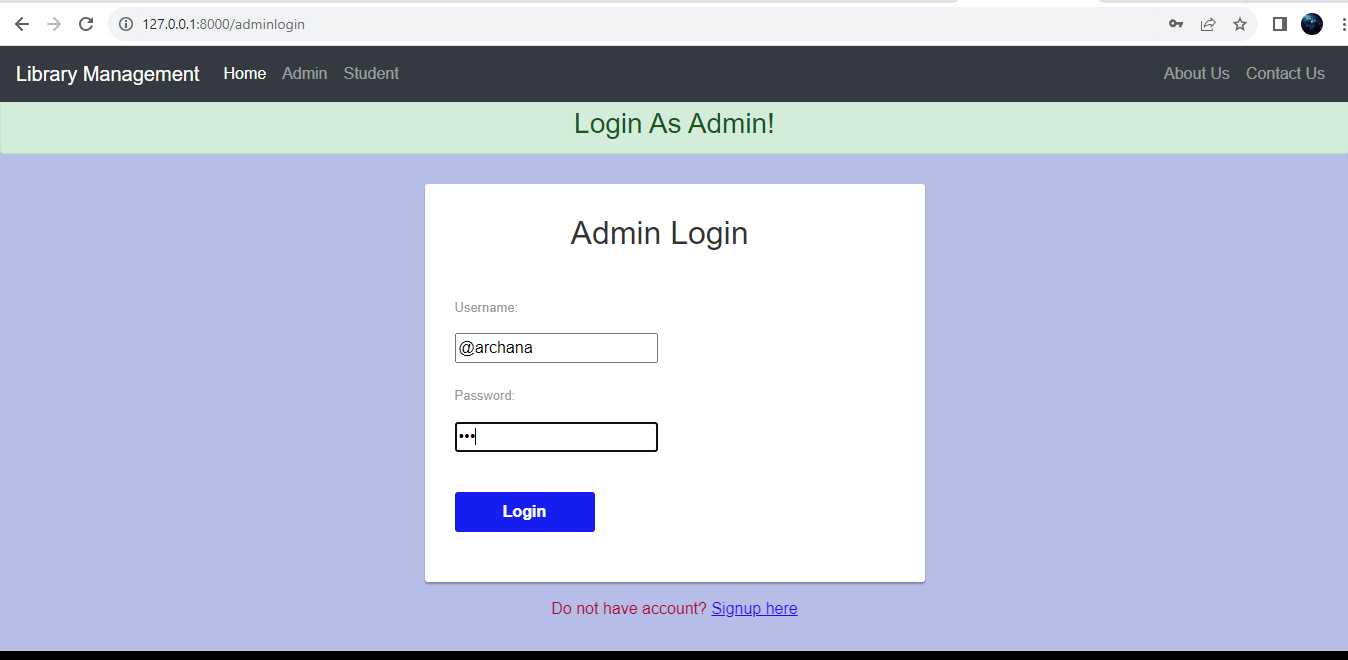 127.0.0.1:8000/adminlogin
Library Management Home Admin Student About Us Contact Us
Login As Admin!
Admin Login
Username:
@archana
Password:
•••
Login
Do not have account? Signup here